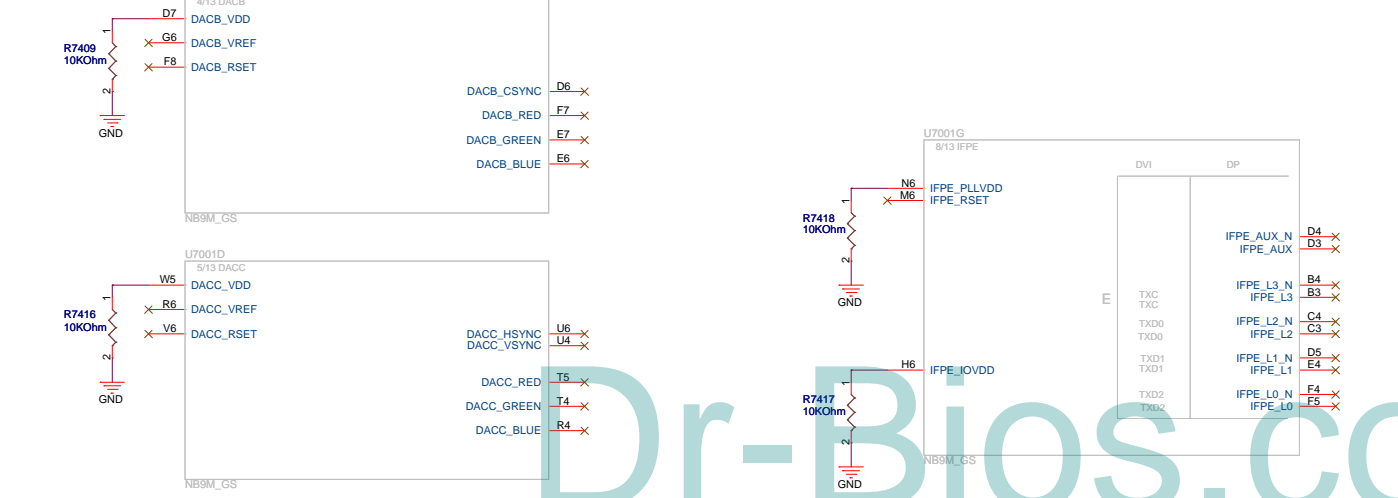 4/13 DACB
D7
DACB_VDD
1
G6
DACB_VREF
R7409
10KOhm
F8
DACB_RSET
2
GND
DACB_CSYNC
D6
DACB_RED
F7
DACB_GREEN
E7
DACB_BLUE
E6
NB9M_GS
U7001D
5/13 DACC
W5
DACC_VDD
1
R6
DACC_VREF
R7416
10KOhm
V6
DACC_RSET
2
GND
DACC_HSYNC
U6
DACC_VSYNC
U4
DACC_RED
T5
DACC_GREEN
T4
DACC_BLUE
R4
NB9M_GS
U7001G
8/13 IFPE
DVI
DP
N6
IFPE_PLLVDD
M6
IFPE_RSET
1
R7418
10KOhm
2
GND
IFPE_AUX_N
D4
IFPE_AUX
D3
E
TXC
TXC
IFPE_L3_N
B4
IFPE_L3
B3
TXD0
TXD0
IFPE_L2_N
C4
IFPE_L2
C3
TXD1
TXD1
IFPE_L1_N
D5
IFPE_L1
E4
TXD2
TXD2
IFPE_L0_N
F4
IFPE_L0
F5
H6
IFPE_IOVDD
1
R7417
10KOhm
2
GND
NB9M_GS
Dr-Bios.co